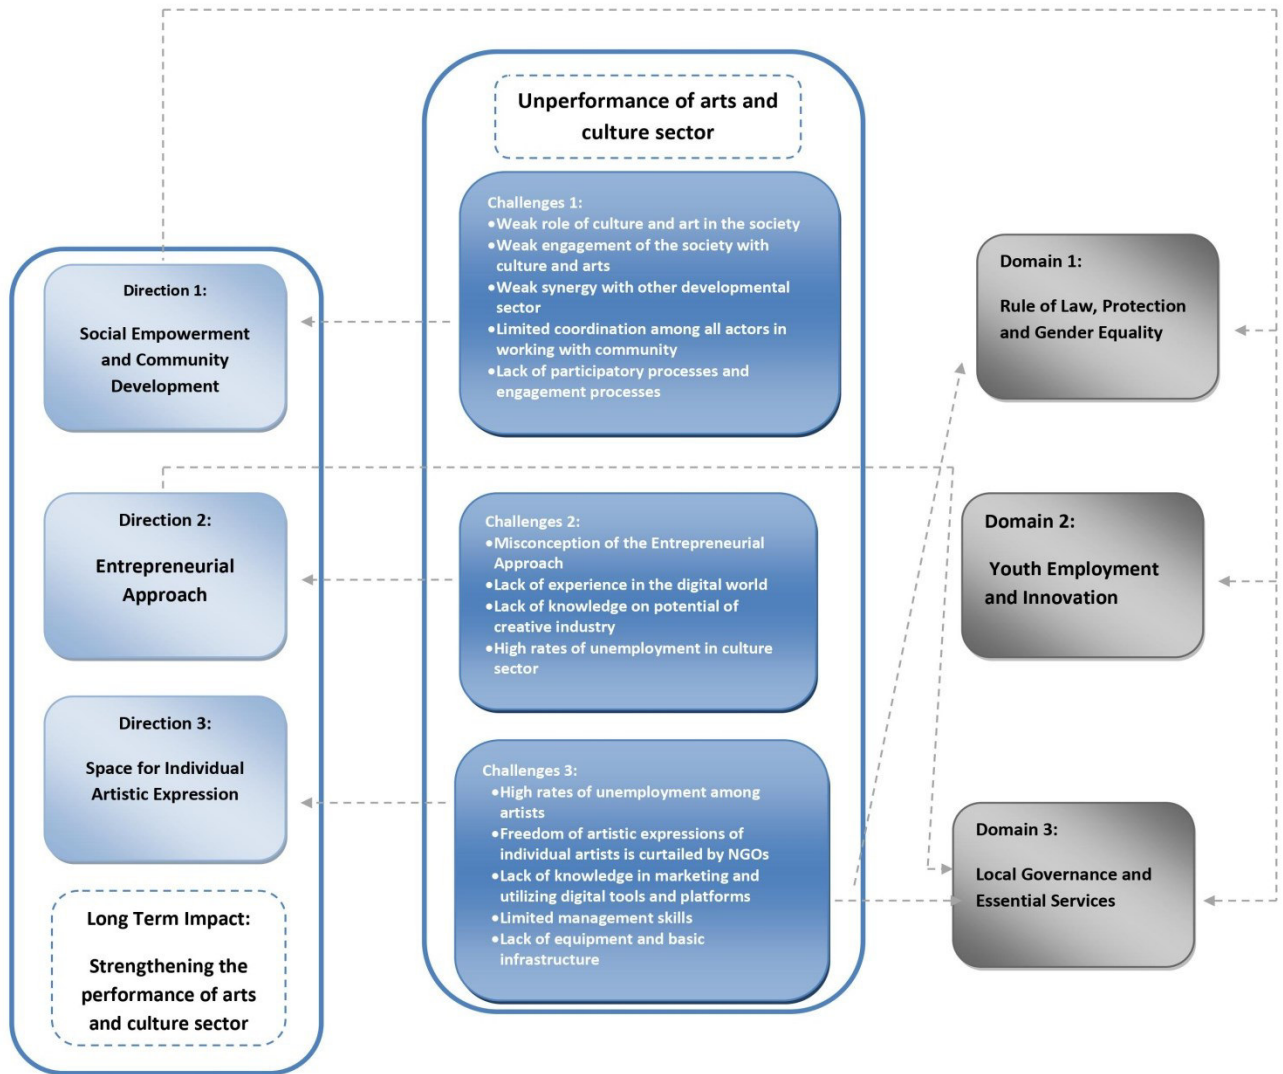 Unperformance of arts and
culture sector
Challenges 1:
•Weak role of culture and art in the society
•Weak engagement of the society with
culture and arts
•Weak synergy with other developmental
sector
•Limited coordination among all actors in
working with community
•Lack of participatory processes and
engagement processes
Direction 1:
Social Empowerment
and Community
Development
Domain 1:
Rule of Law, Protection
and Gender Equality
Direction 2:
Entrepreneurial
Approach
Challenges 2:
•Misconception of the Entrepreneurial
Approach
•Lack of experience in the digital world
•Lack of knowledge on potential of
creative industry
•High rates of unemployment in culture
sector
Domain 2:
Youth Employment
and Innovation
Direction 3:
Space for Individual
Artistic Expression
Challenges 3:
•High rates of unemployment among
artists
•Freedom of artistic expressions of
individual artists is curtailed by NGOs
•Lack of knowledge in marketing and
utilizing digital tools and platforms
•Limited management skills
•Lack of equipment and basic
infrastructure
Domain 3:
Local Governance and
Essential Services
Long Term Impact:
Strengthening the
performance of arts
and culture sector